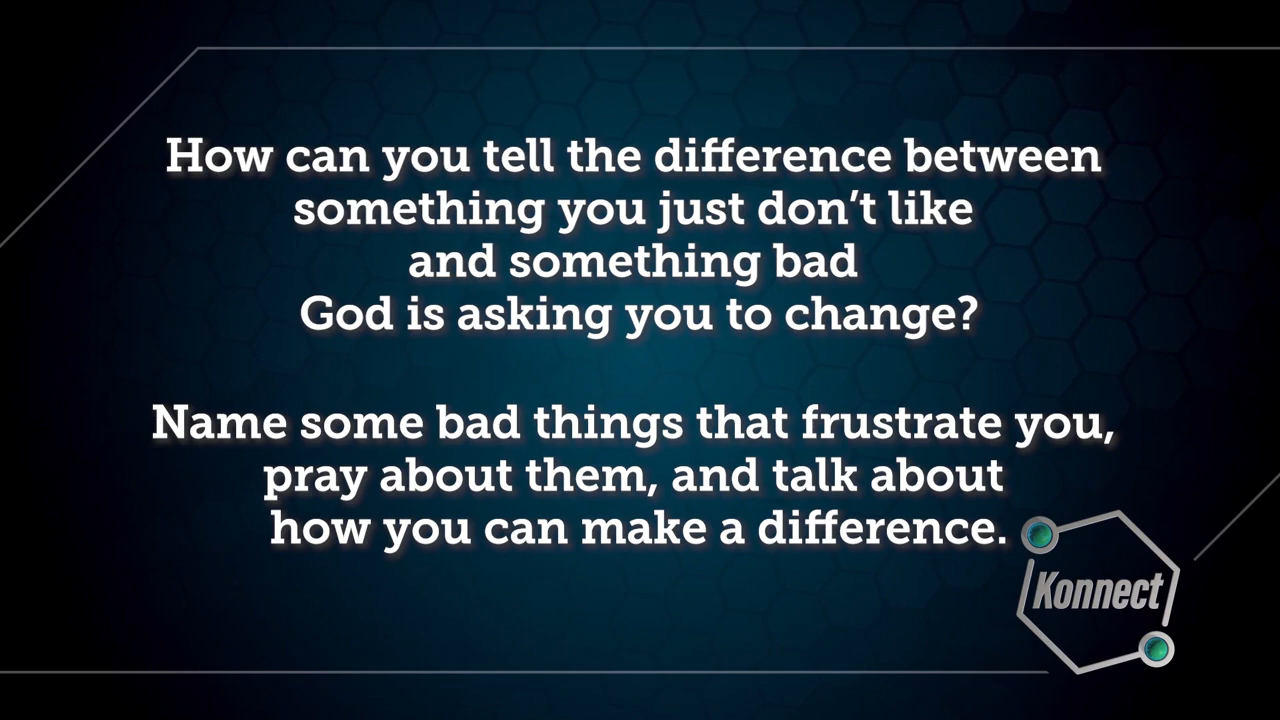 How can you tell the difference between
something you just don’t like
and something bad
God is asking you to change?
Name some bad things that frustrate you,
pray about them, and talk about
how you can make a difference.
Konnect